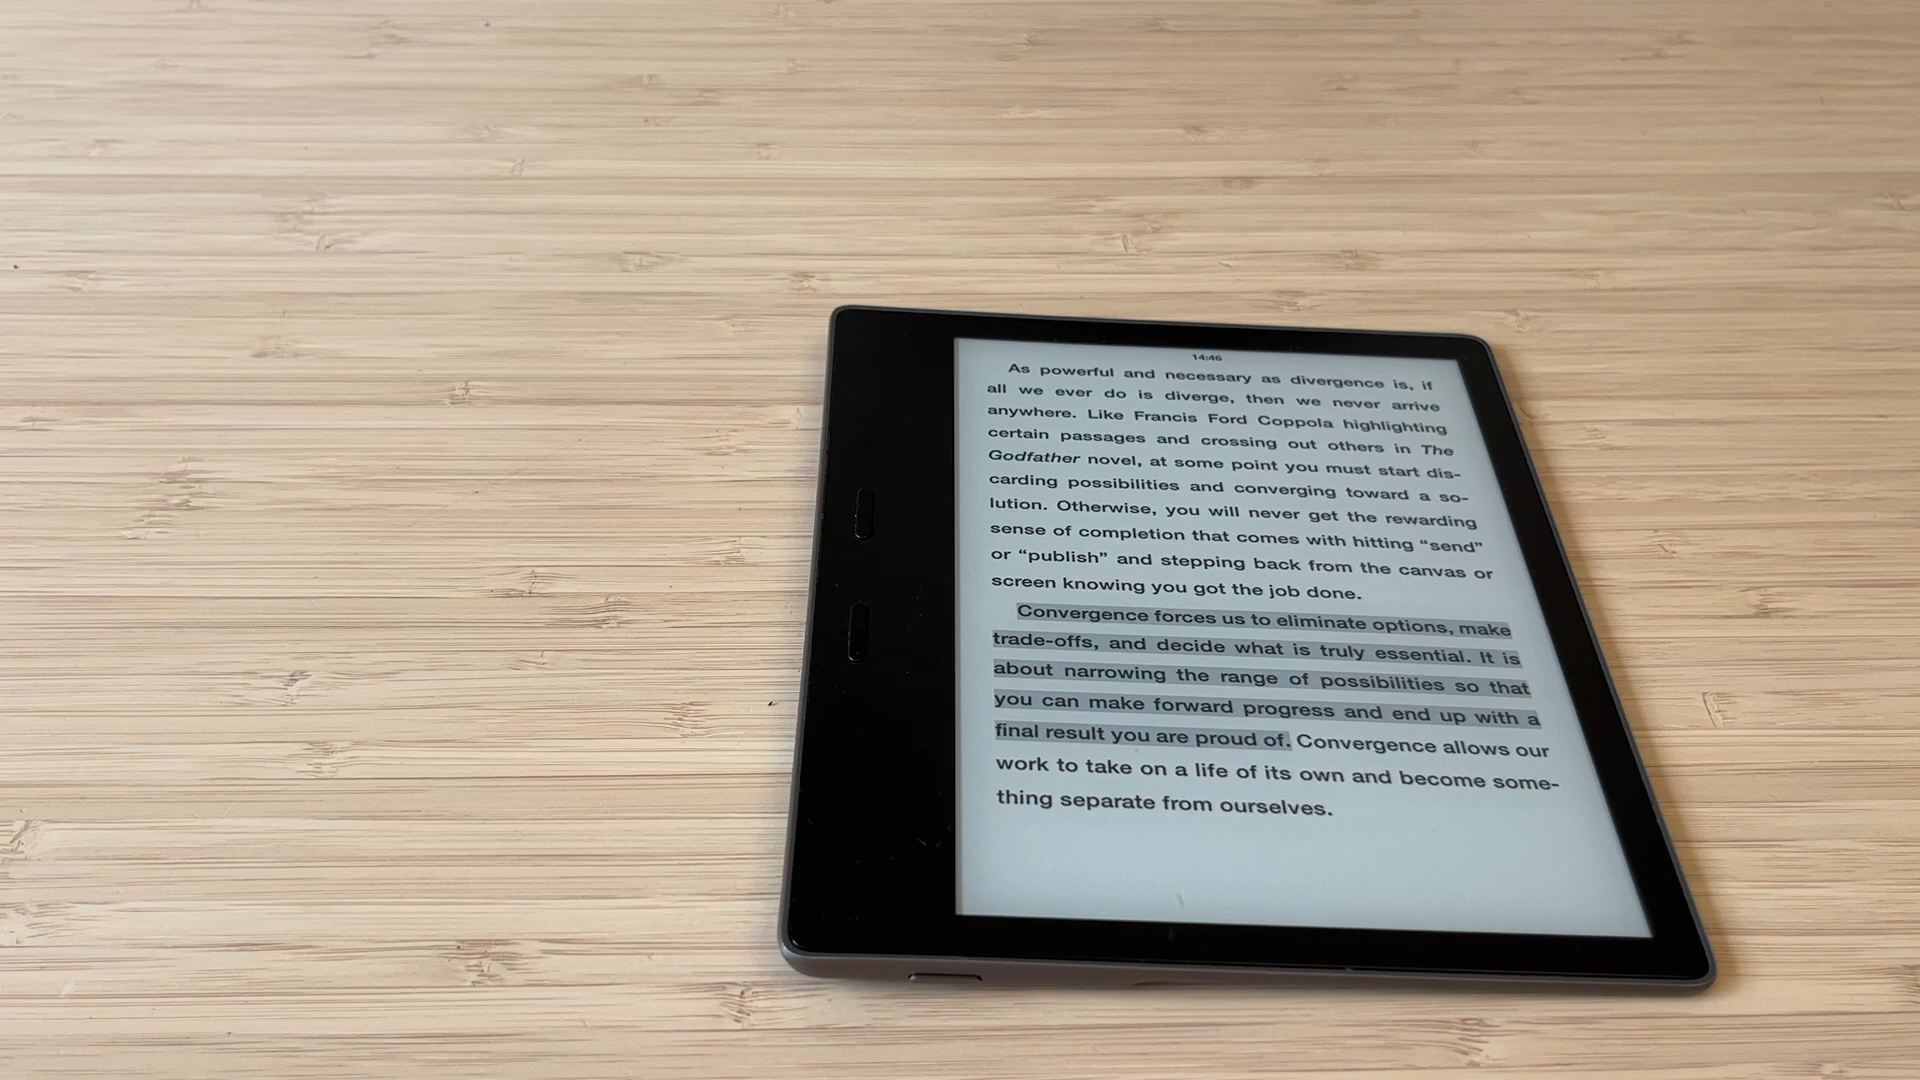 14:46
As powerful and necessary as divergence is, if
all we ever do is diverge, then we never arrive
anywhere. Like Francis Ford Coppola highlighting
certain passages and crossing out others in The
Godfather novel, at some point you must start dis-
carding possibilities and converging toward a so-
lution. Otherwise, you will never get the rewarding
sense of completion that comes with hitting “send”
or “publish” and stepping back from the canvas or
screen knowing you got the job done.
Convergence forces us to eliminate options, make
trade-offs, and decide what is truly essential. It is
about narrowing the range of possibilities so that
you can make forward progress and end up with a
final result you are proud of. Convergence allows our
work to take on a life of its own and become some-
thing separate from ourselves.